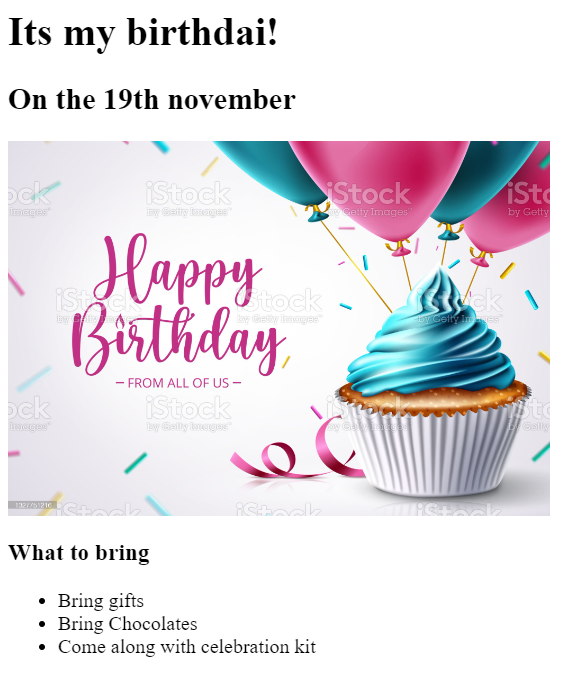 Its my birthdai!
On the 19th november
iStock
by Getty Images
Happy
Birthday
– FROM ALL OF US –
What to bring
• Bring gifts
• Bring Chocolates
• Come along with celebration kit